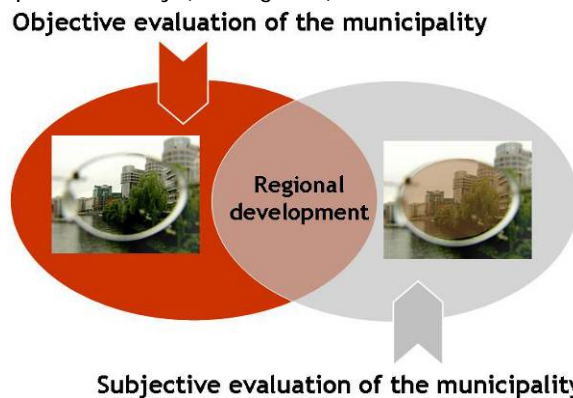 Objective evaluation of the municipality
Regional
development
Subjective evaluation of the municipality